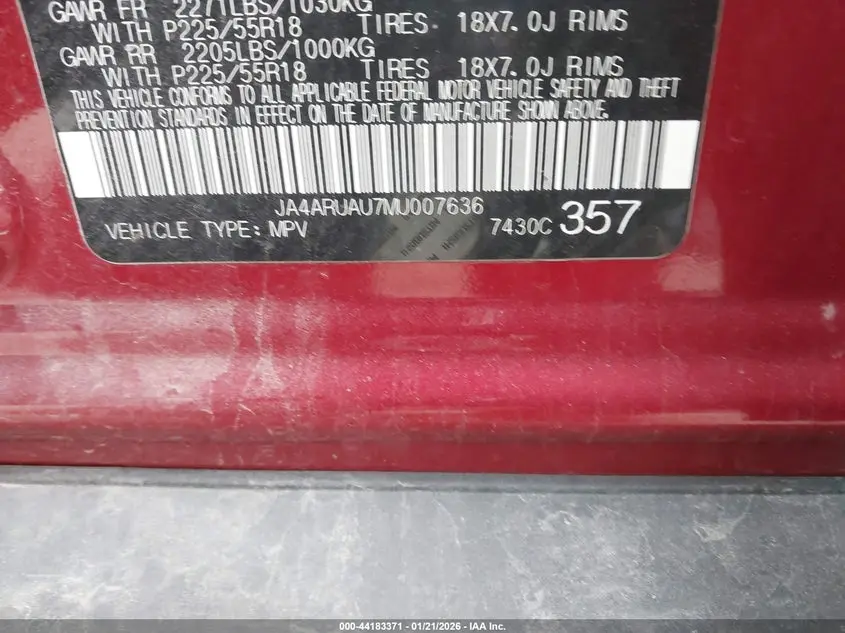 GAWR FR 2271LBS/1030KG
WITH P225/55R18 TIRES 18X7.0J RIMS
GAWR RR 2205LBS/1000KG
WITH P225/55R18 TIRES 18X7.0J RIMS
THIS VEHICLE CONFORMS TO ALL APPLICABLE FEDERAL MOTOR VEHICLE SAFETY AND THEFT
PREVENTION STANDARDS IN EFFECT ON THE DATE OF MANUFACTURE SHOWN ABOVE.
JA4ARUAU7MU007636
VEHICLE TYPE: MPV 7430C 357
000-44183371 | 01/21/2026 | IAA Inc.